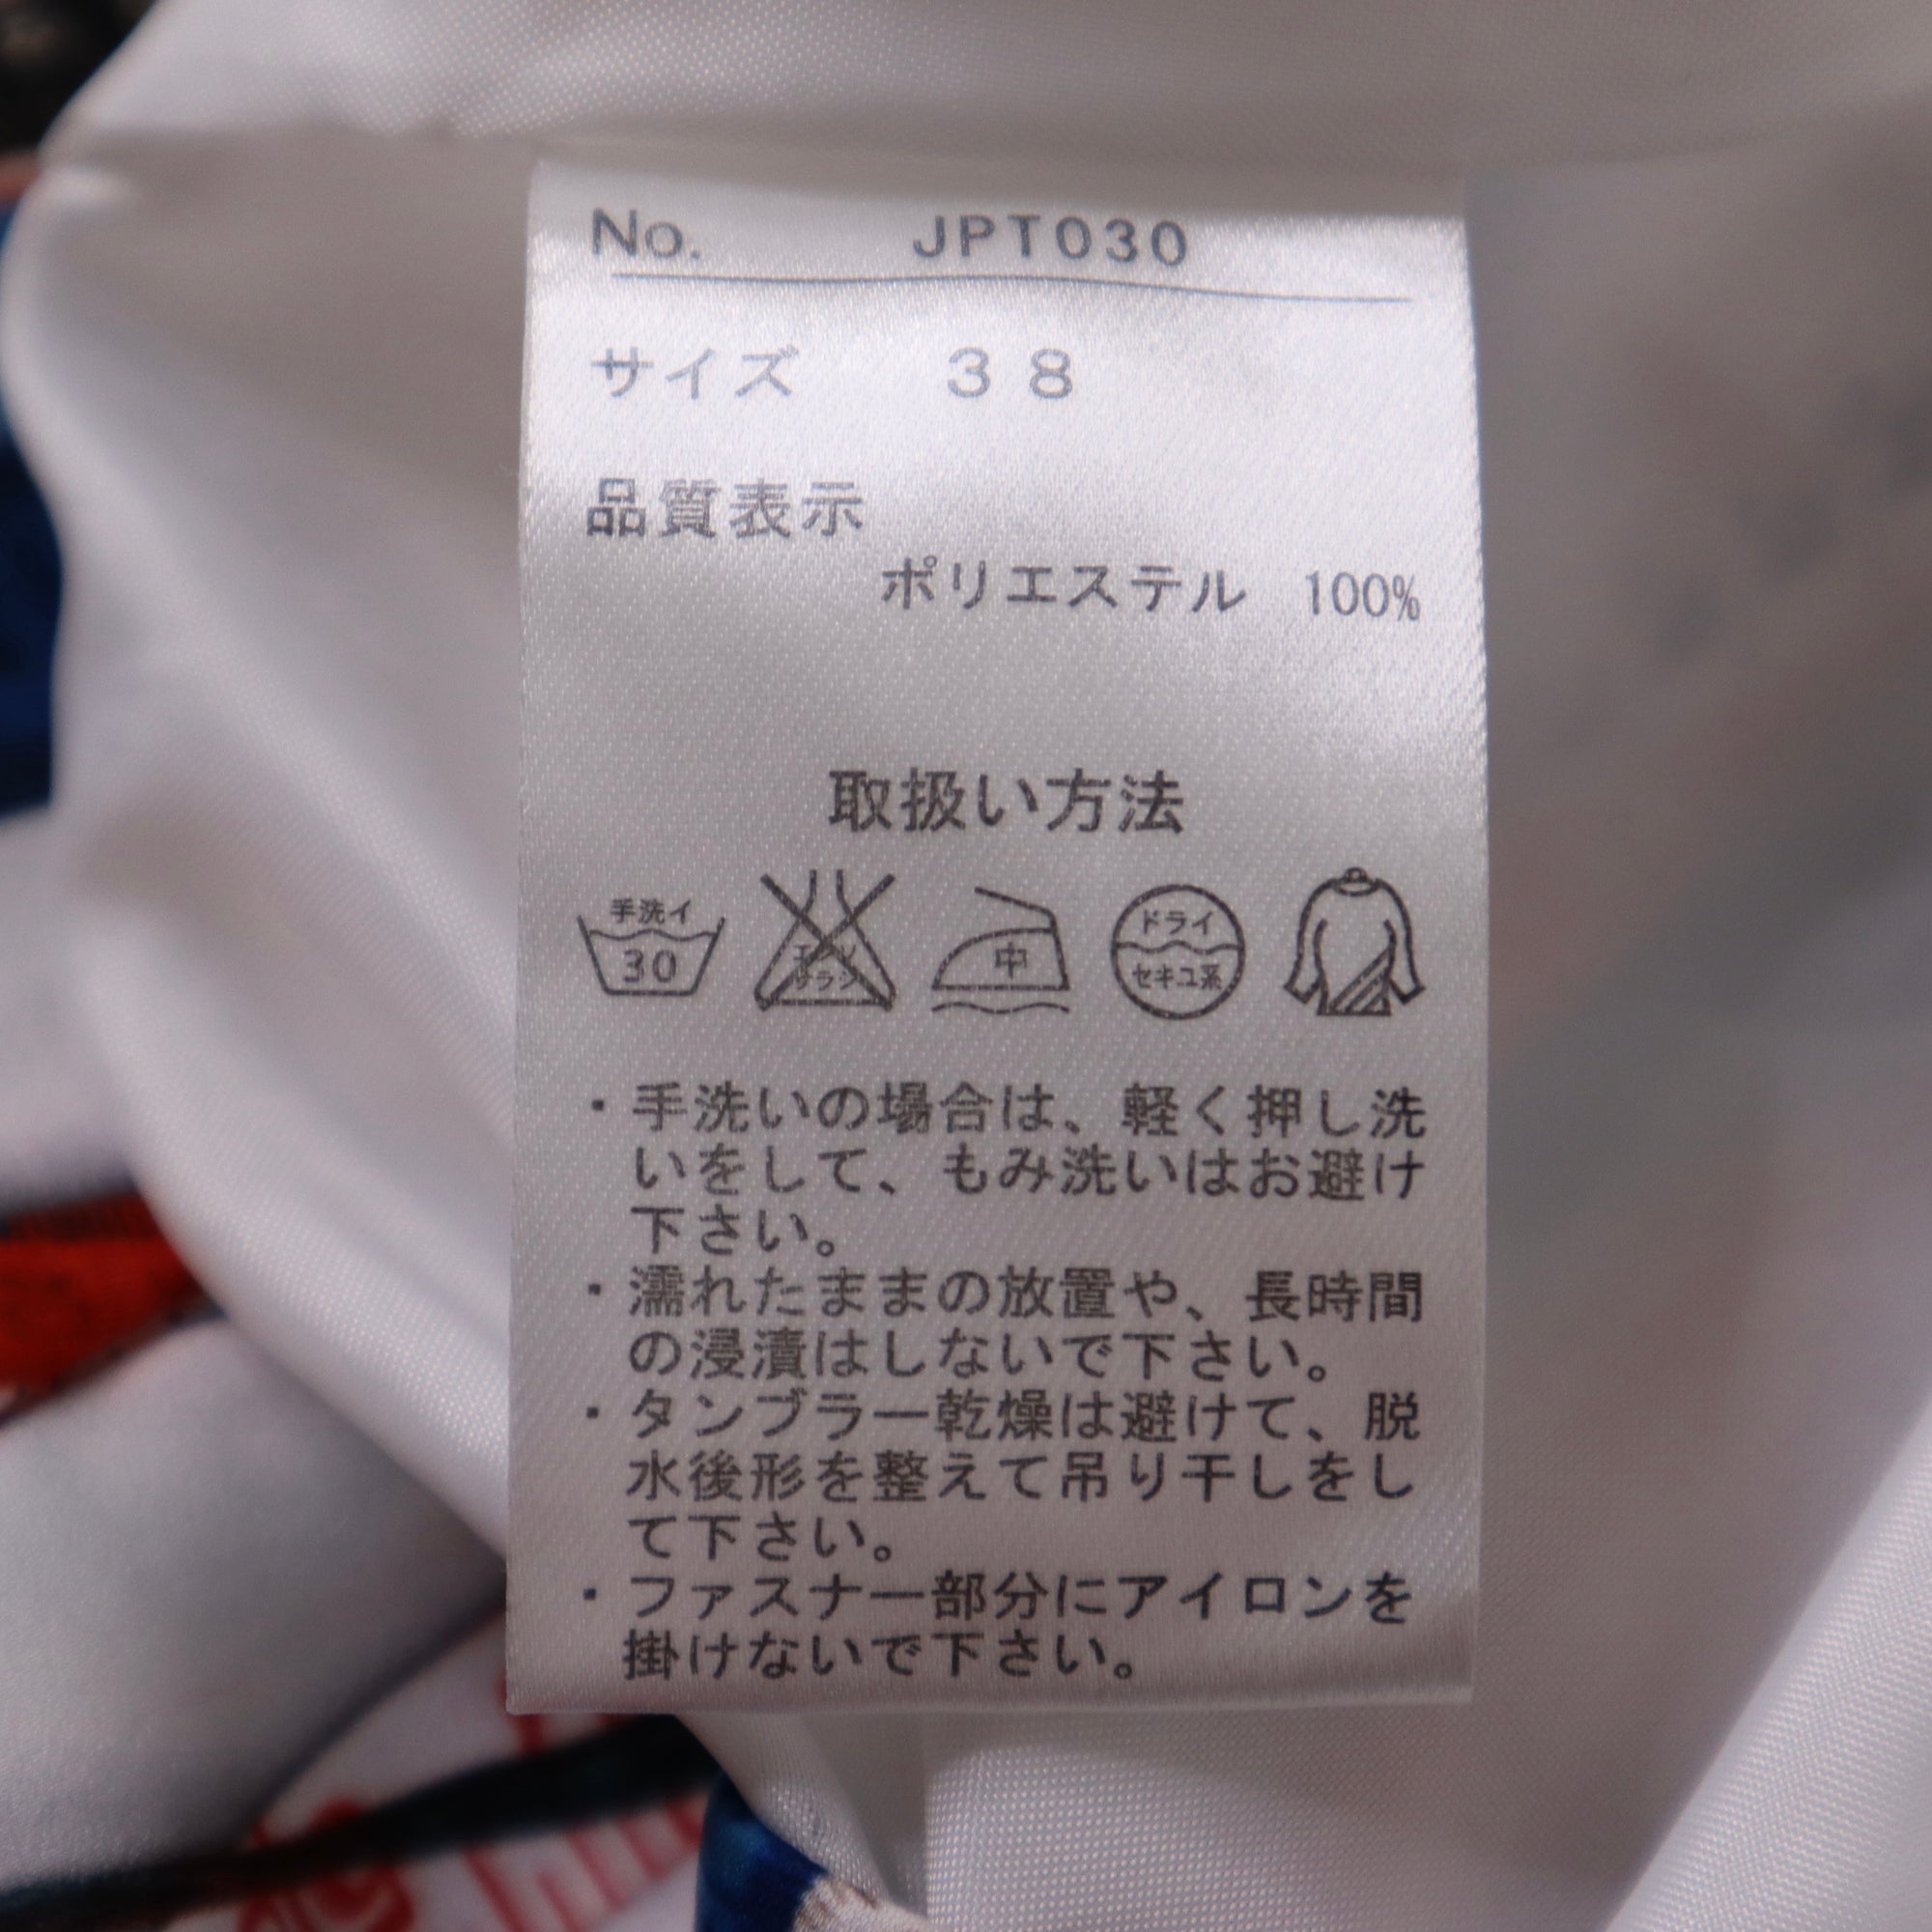 No. JPT030
サイズ ３８
品質表示
ポリエステル 100%
取扱い方法
手洗イ
30
エンソ
サラシ
中
ドライ
セキユ系
・手洗いの場合は、軽く押し洗
いをして、もみ洗いはお避け
下さい。
・濡れたままの放置や、長時間
の浸漬はしないで下さい。
・タンブラー乾燥は避けて、脱
水後形を整えて吊り干しをし
て下さい。
・ファスナー部分にアイロンを
掛けないで下さい。